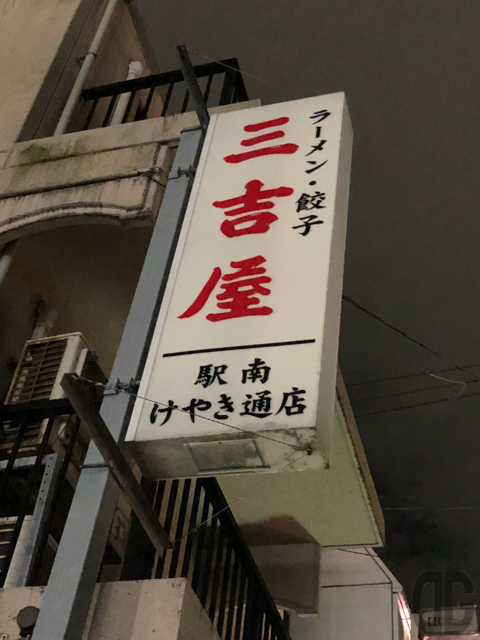 ラーメン・餃子
三吉屋
駅南
けやき通店